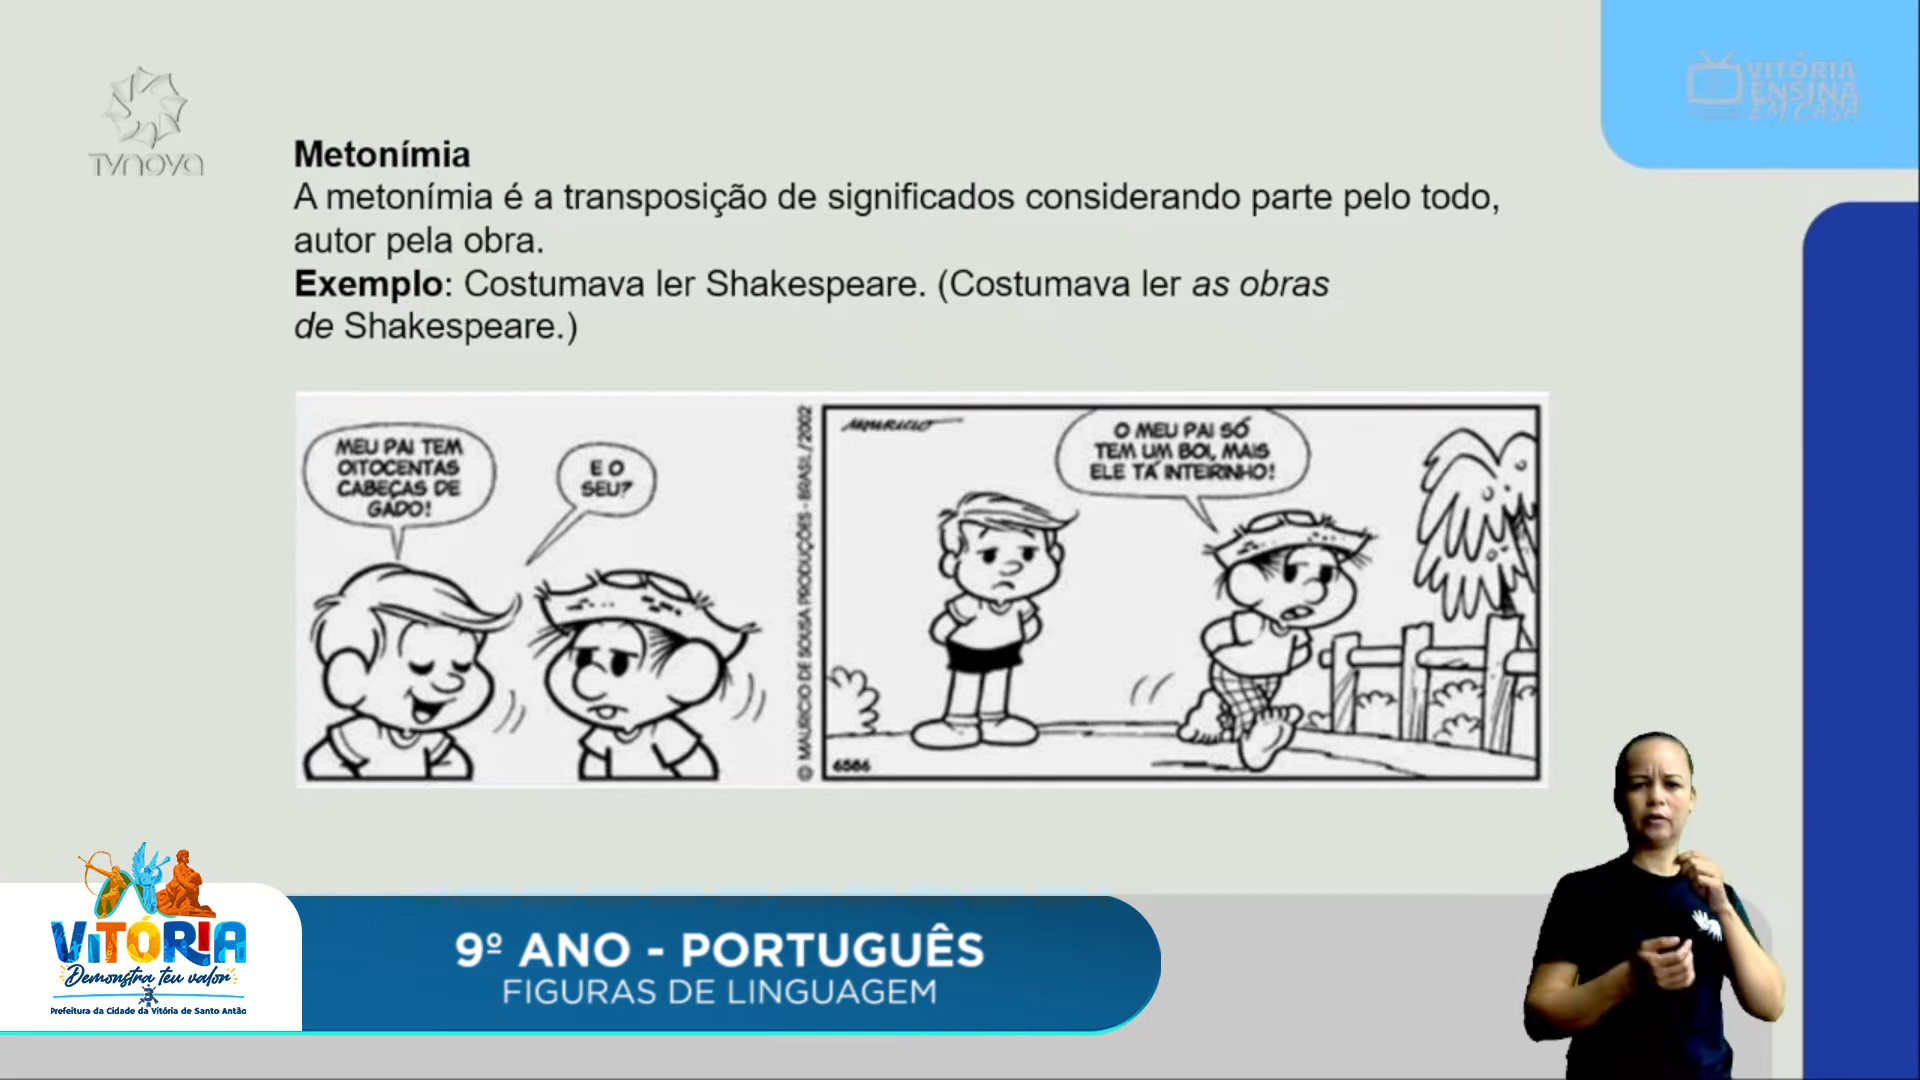 TVNOVA
VITÓRIA
ENSINA
EM CASA
Metonímia
A metonímia é a transposição de significados considerando parte pelo todo,
autor pela obra.
Exemplo: Costumava ler Shakespeare. (Costumava ler as obras
de Shakespeare.)
MEU PAI TEM
OITOCENTAS
CABEÇAS DE
GADO!
E O
SEU?
© MAURICIO DE SOUSA PRODUÇÕES - BRASIL/2002
MAURICIO
O MEU PAI SÓ
TEM UM BOI, MAIS
ELE TÁ INTEIRINHO!
6586
VITÓRIA
Demonstra teu valor
Prefeitura da Cidade da Vitória de Santo Antão
9º ANO - PORTUGUÊS
FIGURAS DE LINGUAGEM